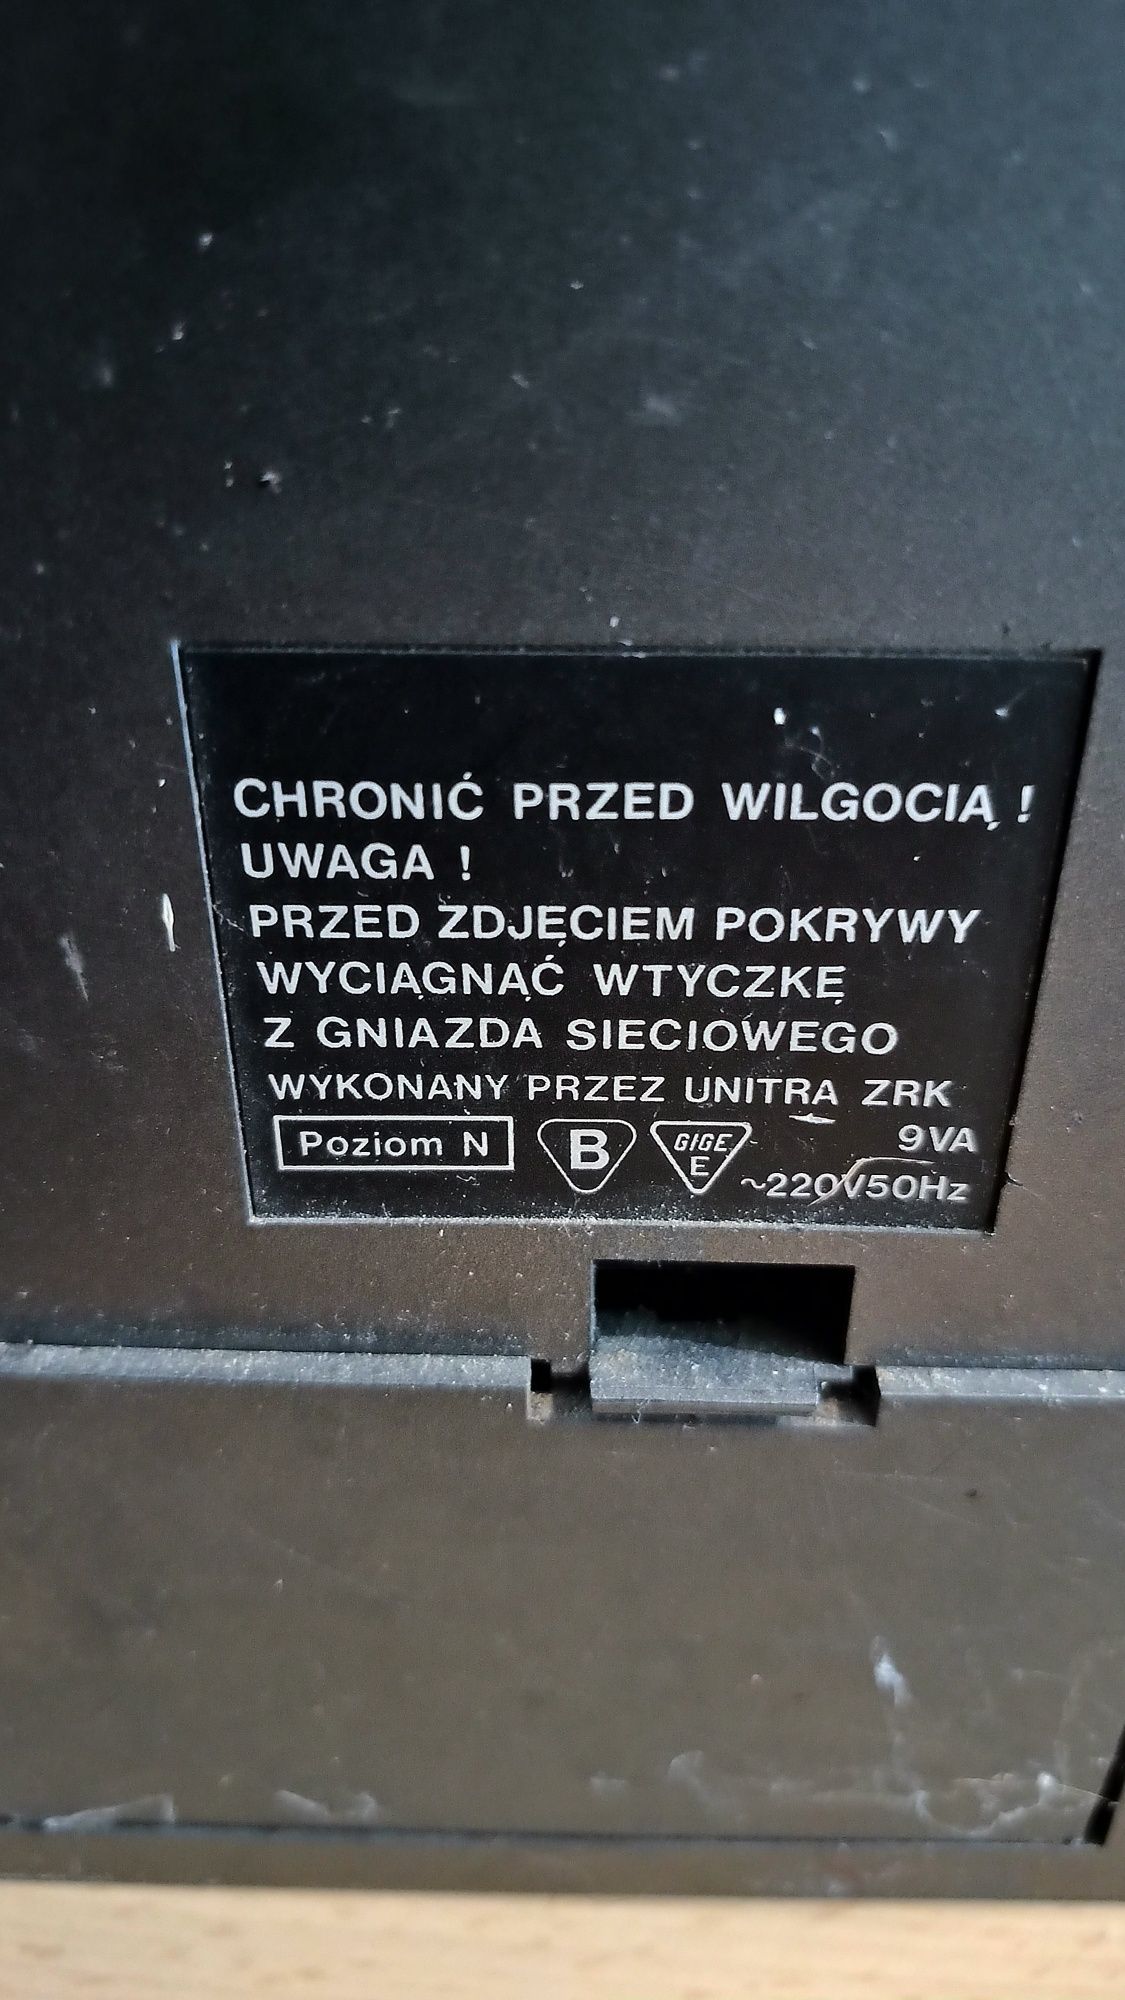 CHRONIĆ PRZED WILGOCIĄ !
UWAGA !
PRZED ZDJĘCIEM POKRYWY
WYCIĄGNĄĆ WTYCZKĘ
Z GNIAZDA SIECIOWEGO
WYKONANY PRZEZ UNITRA ZRK
Poziom N
B
GIGE
E
9VA
~220V50Hz